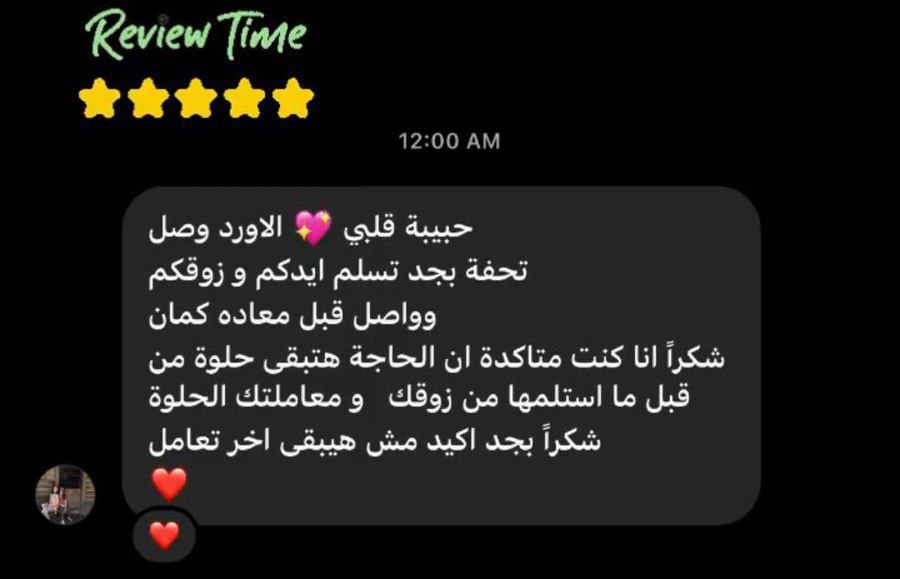 Review Time
12:00 AM
حبيبة قلبي 💖 الاورد وصل
تحفة بجد تسلم ايدكم و زوقكم
وواصل قبل معاده كمان
شكراً انا كنت متاكدة ان الحاجة هتبقى حلوة من
قبل ما استلمها من زوقك و معاملتك الحلوة
شكراً بجد اكيد مش هيبقى اخر تعامل
❤️
❤️